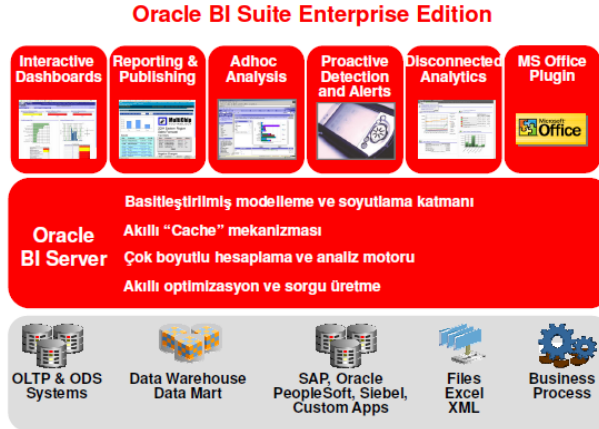 Oracle BI Suite Enterprise Edition
Interactive
Dashboards
Reporting &
Publishing
Adhoc
Analysis
Proactive
Detection
and Alerts
Disconnected
Analytics
MS Office
Plugin
Microsoft
Office
Oracle
BI Server
Basitleştirilmiş modelleme ve soyutlama katmanı
Akıllı “Cache” mekanizması
Çok boyutlu hesaplama ve analiz motoru
Akıllı optimizasyon ve sorgu üretme
OLTP & ODS
Systems
Data Warehouse
Data Mart
SAP, Oracle
PeopleSoft, Siebel,
Custom Apps
Files
Excel
XML
Business
Process